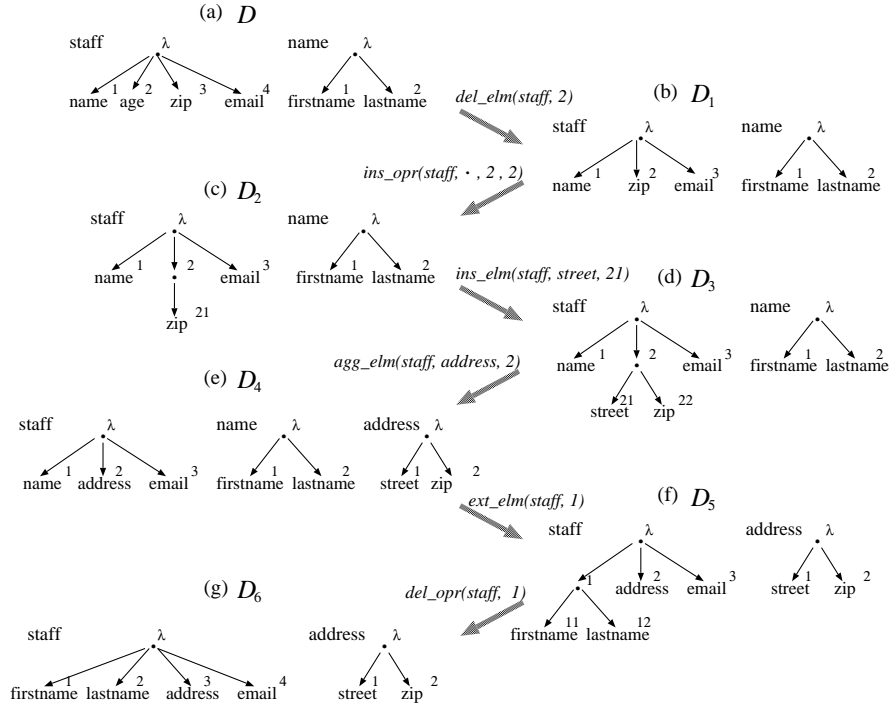 (a) D
staff λ name λ
name 1 age 2 zip 3 email 4 firstname 1 lastname 2
del_elm(staff, 2)
(b) D1
staff λ name λ
name 1 zip 2 email 3 firstname 1 lastname 2
ins_opr(staff, · , 2 , 2)
(c) D2
staff λ name λ
name 1 2 email 3 firstname 1 lastname 2
zip 21
ins_elm(staff, street, 21)
(d) D3
staff λ name λ
name 1 2 email 3 firstname 1 lastname 2
street 21 zip 22
agg_elm(staff, address, 2)
(e) D4
staff λ name λ address λ
name 1 address 2 email 3 firstname 1 lastname 2 street 1 zip 2
ext_elm(staff, 1)
(f) D5
staff λ address λ
1 address 2 email 3 street 1 zip 2
firstname 11 lastname 12
del_opr(staff, 1)
(g) D6
staff λ address λ
firstname 1 lastname 2 address 3 email 4 street 1 zip 2